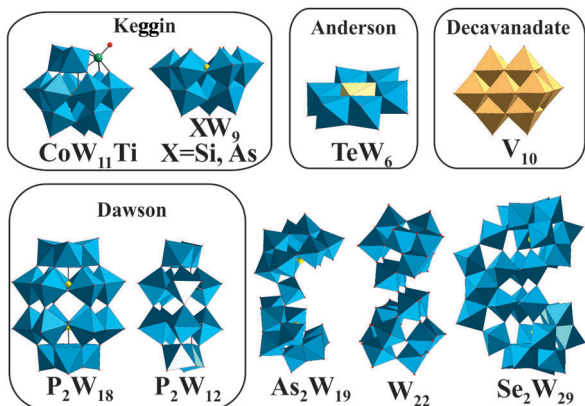 Keggin
CoW₁₁Ti
XW₉
X=Si, As
Anderson
TeW₆
Decavanadate
V₁₀
Dawson
P₂W₁₈
P₂W₁₂
As₂W₁₉
W₂₂
Se₂W₂₉